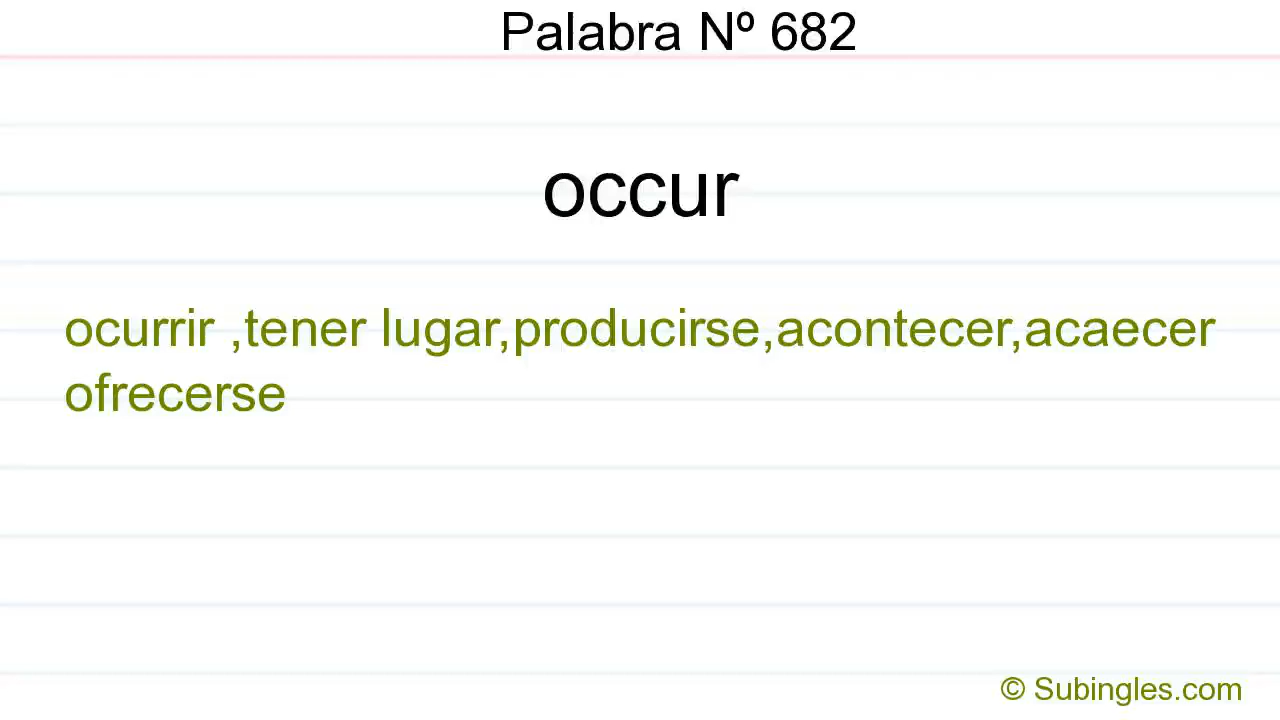 Palabra Nº 682
occur
ocurrir ,tener lugar,producirse,acontecer,acaecer
ofrecerse
© Subingles.com